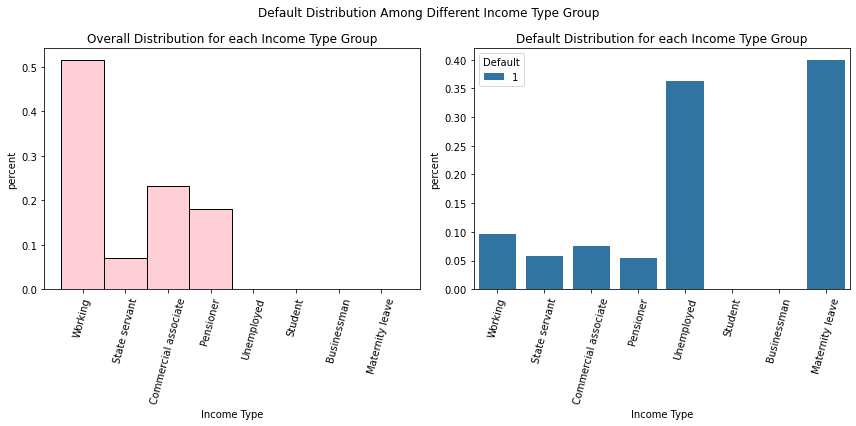 Default Distribution Among Different Income Type Group
Overall Distribution for each Income Type Group
percent
0.5
0.4
0.3
0.2
0.1
0.0
Working
State servant
Commercial associate
Pensioner
Unemployed
Student
Businessman
Maternity leave
Income Type
Default Distribution for each Income Type Group
Default
1
percent
0.40
0.35
0.30
0.25
0.20
0.15
0.10
0.05
0.00
Working
State servant
Commercial associate
Pensioner
Unemployed
Student
Businessman
Maternity leave
Income Type